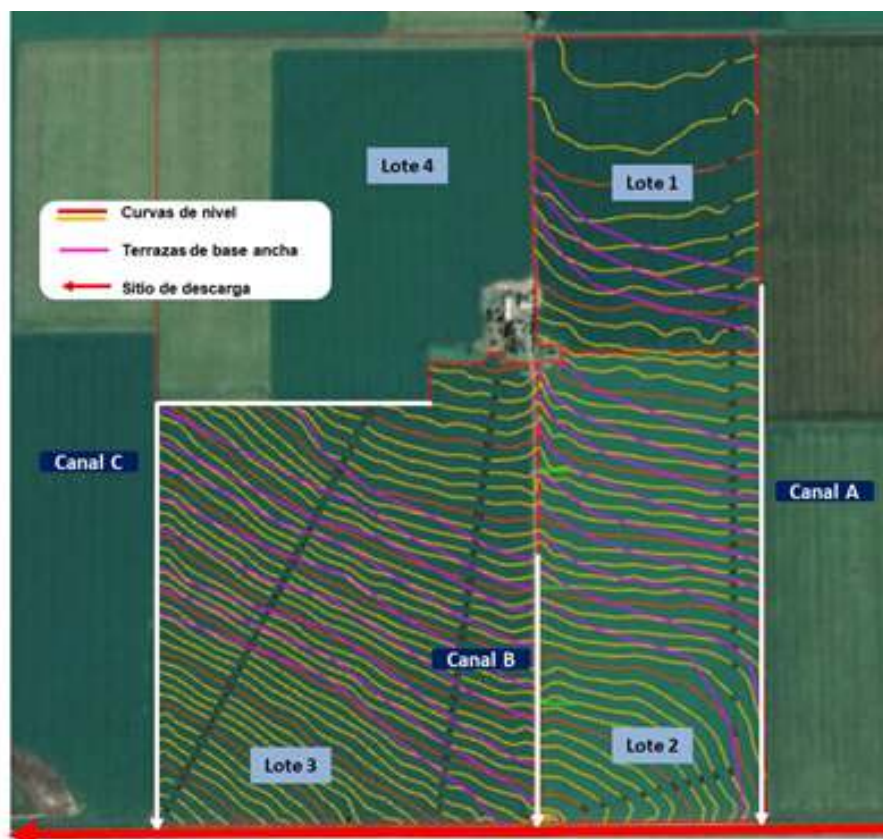 Lote 4
Lote 1
Curvas de nivel
Terrazas de base ancha
Sitio de descarga
Canal C
Canal A
Canal B
Lote 2
Lote 3